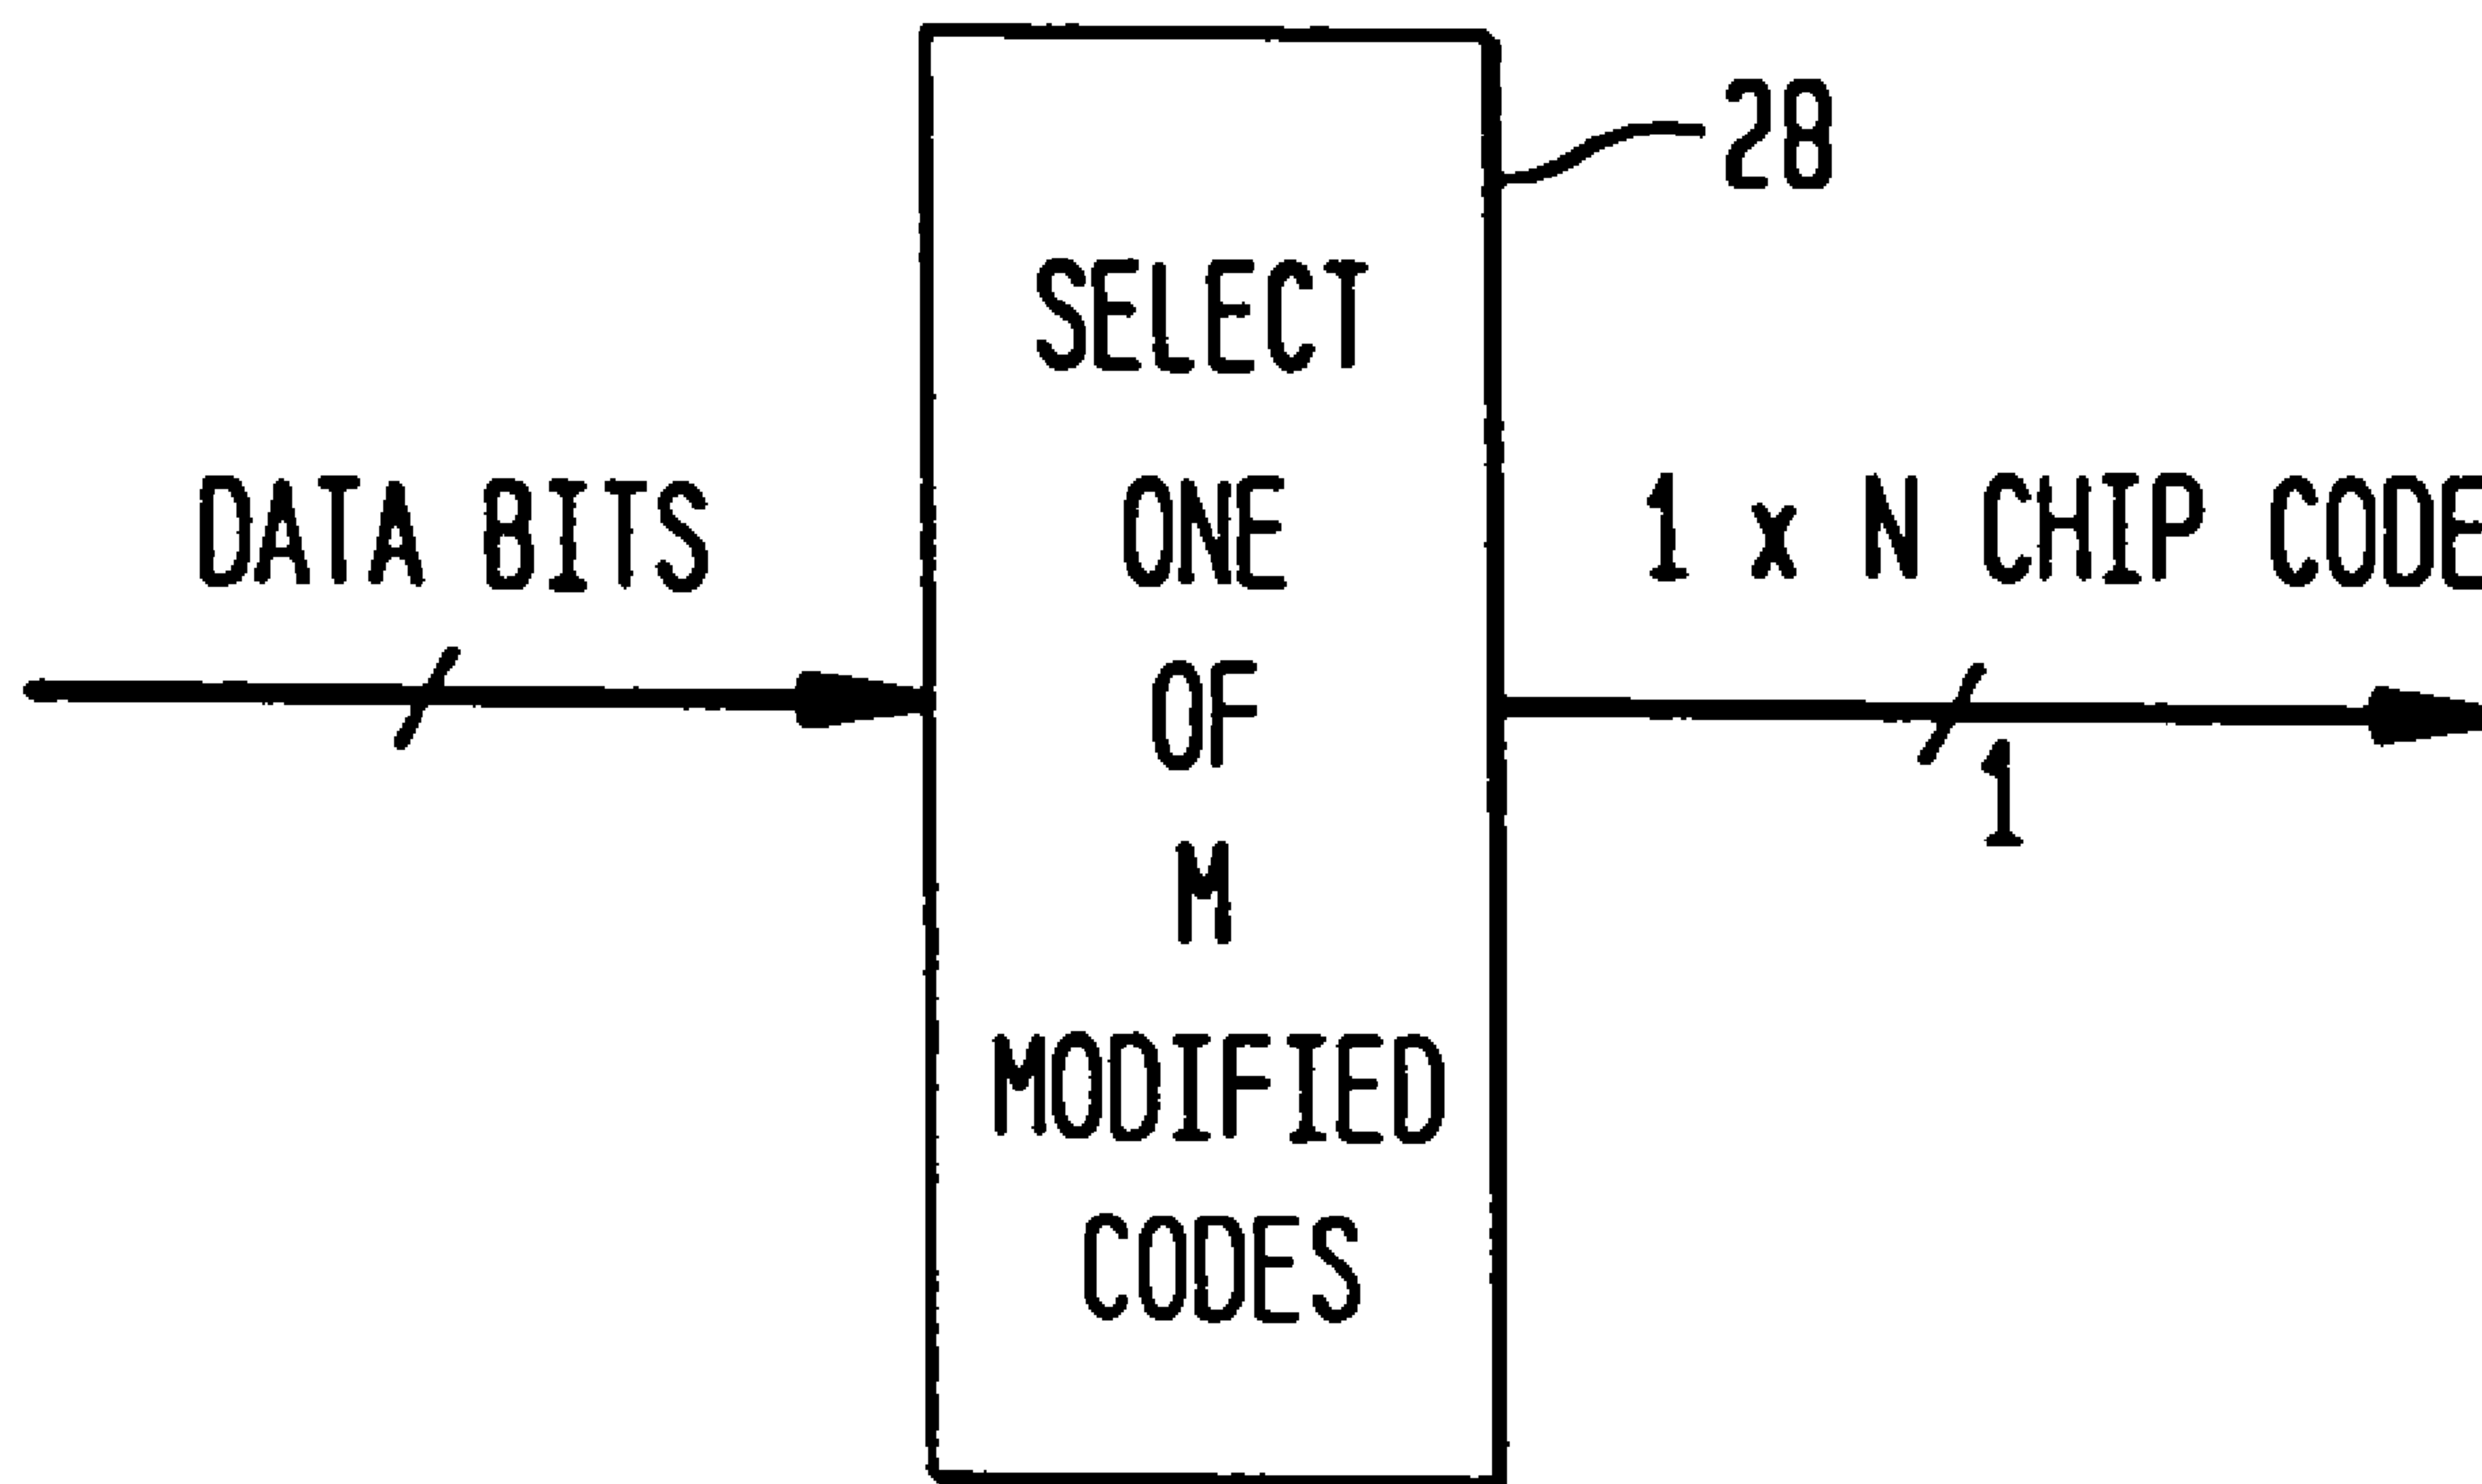 28
SELECT
ONE
OF
M
MODIFIED
CODES
DATA BITS
1 x N CHIP CODE
1